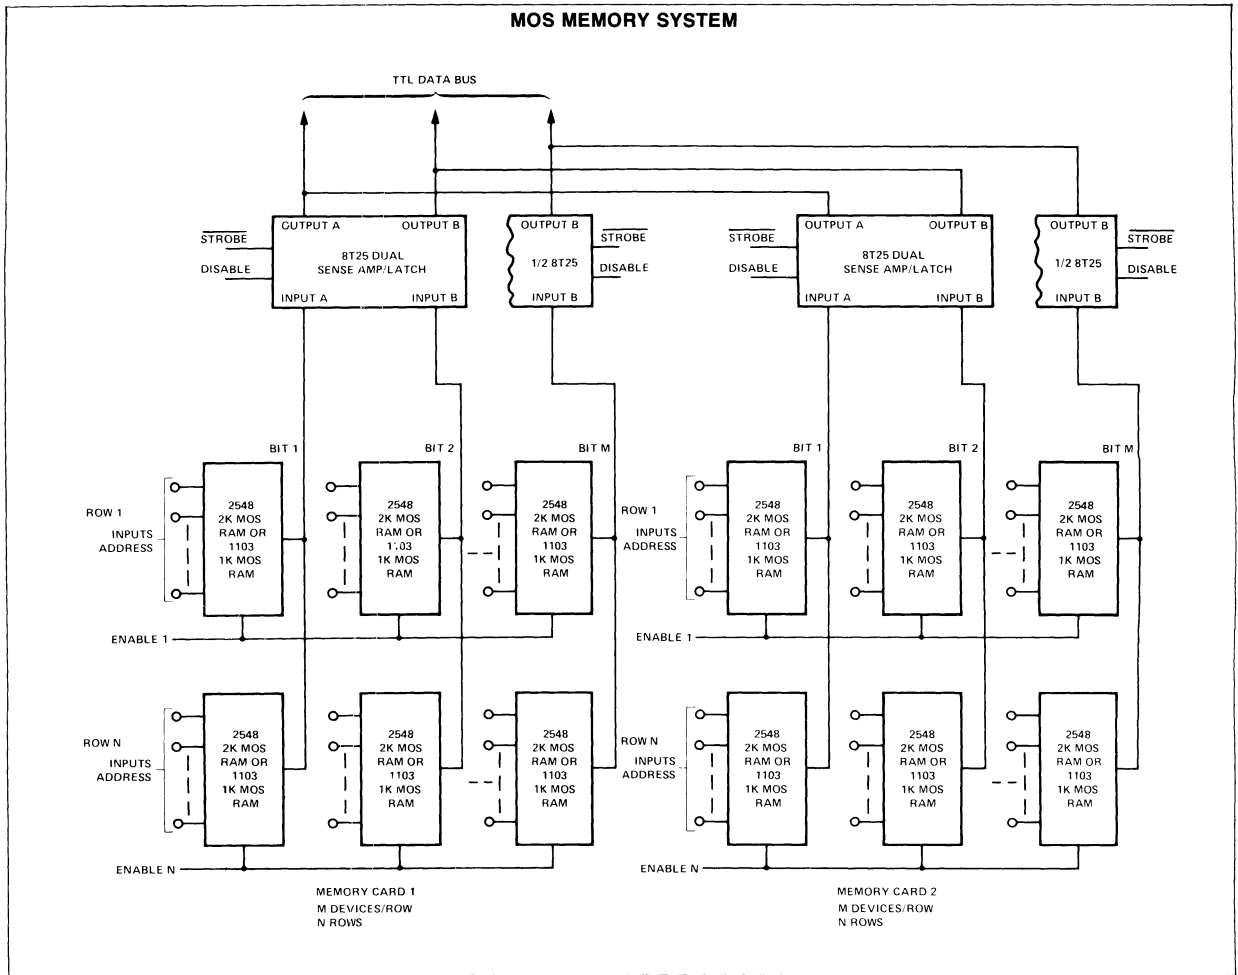 MOS MEMORY SYSTEM
TTL DATA BUS
OUTPUT A
OUTPUT B
STROBE
DISABLE
8T25 DUAL
SENSE AMP/LATCH
INPUT A
INPUT B
OUTPUT B
STROBE
1/2 8T25
DISABLE
INPUT B
OUTPUT A
OUTPUT B
STROBE
DISABLE
8T25 DUAL
SENSE AMP/LATCH
INPUT A
INPUT B
OUTPUT B
STROBE
1/2 8T25
DISABLE
INPUT B
BIT 1
BIT 2
BIT M
BIT 1
BIT 2
BIT M
ROW 1
INPUTS
ADDRESS
2548
2K MOS
RAM OR
1103
1K MOS
RAM
2548
2K MOS
RAM OR
1103
1K MOS
RAM
2548
2K MOS
RAM OR
1103
1K MOS
RAM
ENABLE 1
ROW 1
INPUTS
ADDRESS
2548
2K MOS
RAM OR
1103
1K MOS
RAM
2548
2K MOS
RAM OR
1103
1K MOS
RAM
2548
2K MOS
RAM OR
1103
1K MOS
RAM
ENABLE 1
ROW N
INPUTS
ADDRESS
2548
2K MOS
RAM OR
1103
1K MOS
RAM
2548
2K MOS
RAM OR
1103
1K MOS
RAM
2548
2K MOS
RAM OR
1103
1K MOS
RAM
ENABLE N
ROW N
INPUTS
ADDRESS
2548
2K MOS
RAM OR
1103
1K MOS
RAM
2548
2K MOS
RAM OR
1103
1K MOS
RAM
2548
2K MOS
RAM OR
1103
1K MOS
RAM
ENABLE N
MEMORY CARD 1
M DEVICES/ROW
N ROWS
MEMORY CARD 2
M DEVICES/ROW
N ROWS